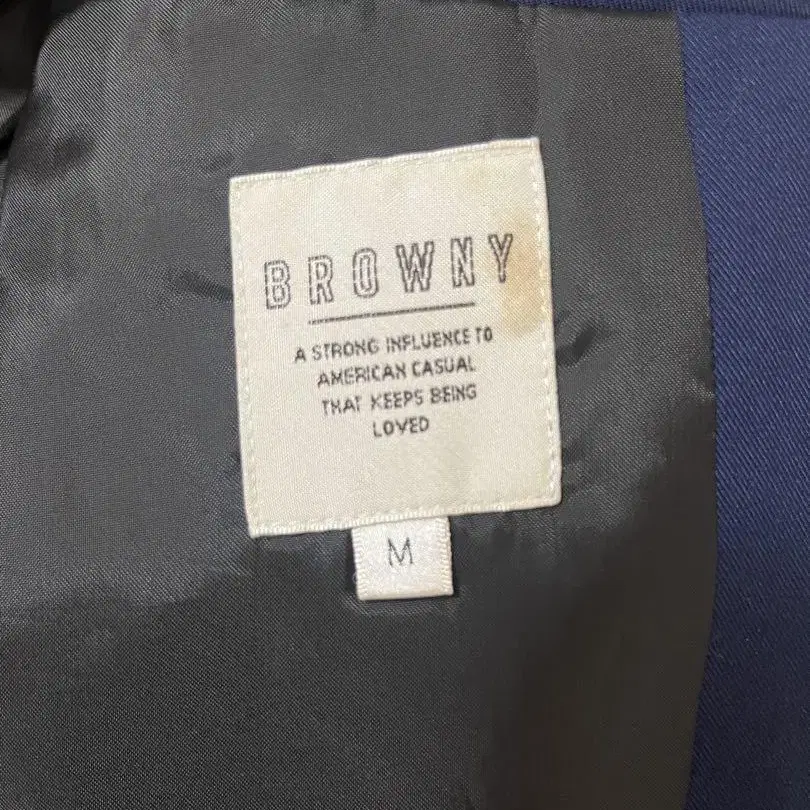 BROWNY
A STRONG INFLUENCE TO
AMERICAN CASUAL
THAT KEEPS BEING
LOVED
M